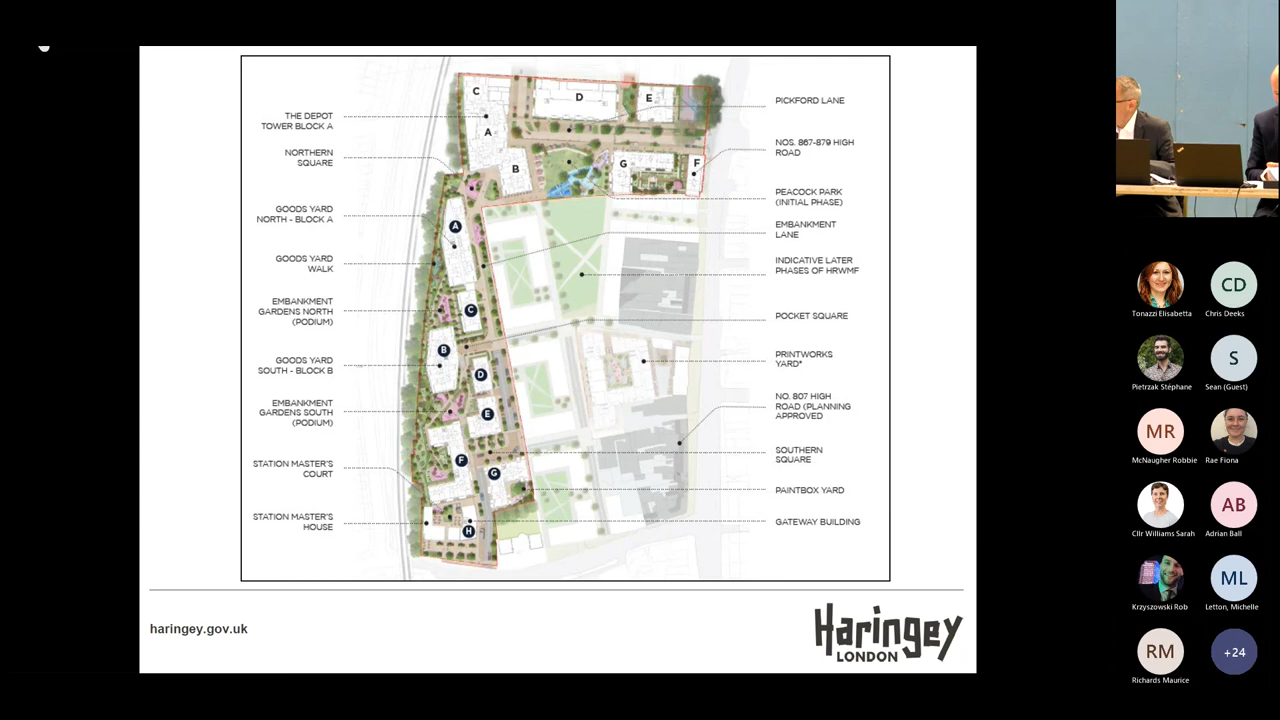 THE DEPOT
TOWER BLOCK A
NORTHERN
SQUARE
GOODS YARD
NORTH - BLOCK A
GOODS YARD
WALK
EMBANKMENT
GARDENS NORTH
(PODIUM)
GOODS YARD
SOUTH - BLOCK B
EMBANKMENT
GARDENS SOUTH
(PODIUM)
STATION MASTER'S
COURT
STATION MASTER'S
HOUSE
C
D
E
A
B
G
F
A
C
B
D
E
F
G
H
PICKFORD LANE
NOS. 867-879 HIGH
ROAD
PEACOCK PARK
(INITIAL PHASE)
EMBANKMENT
LANE
INDICATIVE LATER
PHASES OF HRWMF
POCKET SQUARE
PRINTWORKS
YARD*
NO. 807 HIGH
ROAD (PLANNING
APPROVED
SOUTHERN
SQUARE
PAINTBOX YARD
GATEWAY BUILDING
haringey.gov.uk
Haringey
LONDON
Tonazzi Elisabetta
CD
Chris Deeks
Pietrzak Stéphane
S
Sean (Guest)
MR
McNaugher Robbie
Rae Fiona
Cllr Williams Sarah
AB
Adrian Ball
Krzyszowski Rob
ML
Letton, Michelle
RM
Richards Maurice
+24